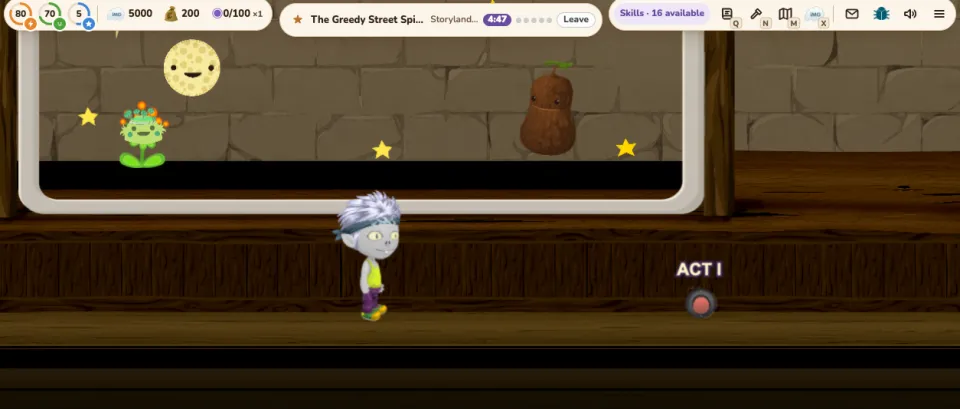 80
70
5
5000
200
0/100 ×1
The Greedy Street Spi...
Storyland...
4:47
Leave
Skills · 16 available
Q
N
M
X
ACT I